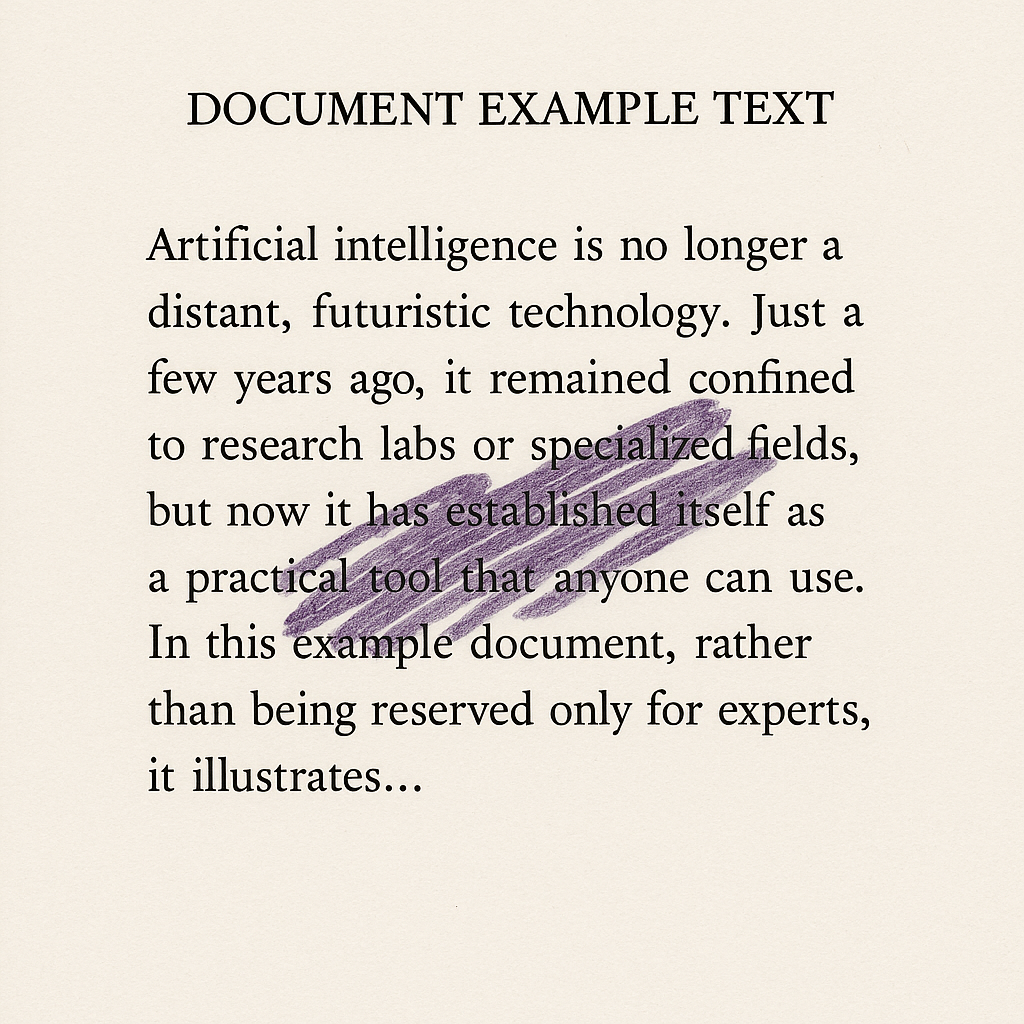 DOCUMENT EXAMPLE TEXT
Artificial intelligence is no longer a
distant, futuristic technology. Just a
few years ago, it remained confined
to research labs or specialized fields,
but now it has established itself as
a practical tool that anyone can use.
In this example document, rather
than being reserved only for experts,
it illustrates...